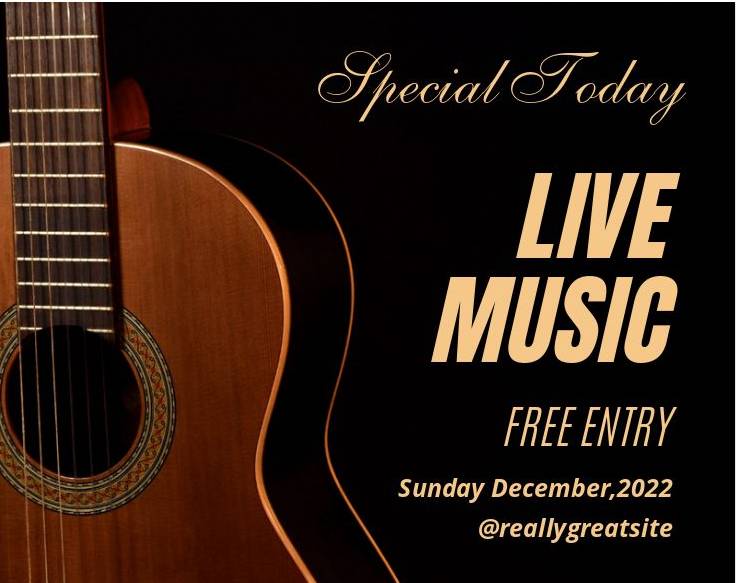 Special Today
LIVE
MUSIC
FREE ENTRY
Sunday December,2022
@reallygreatsite